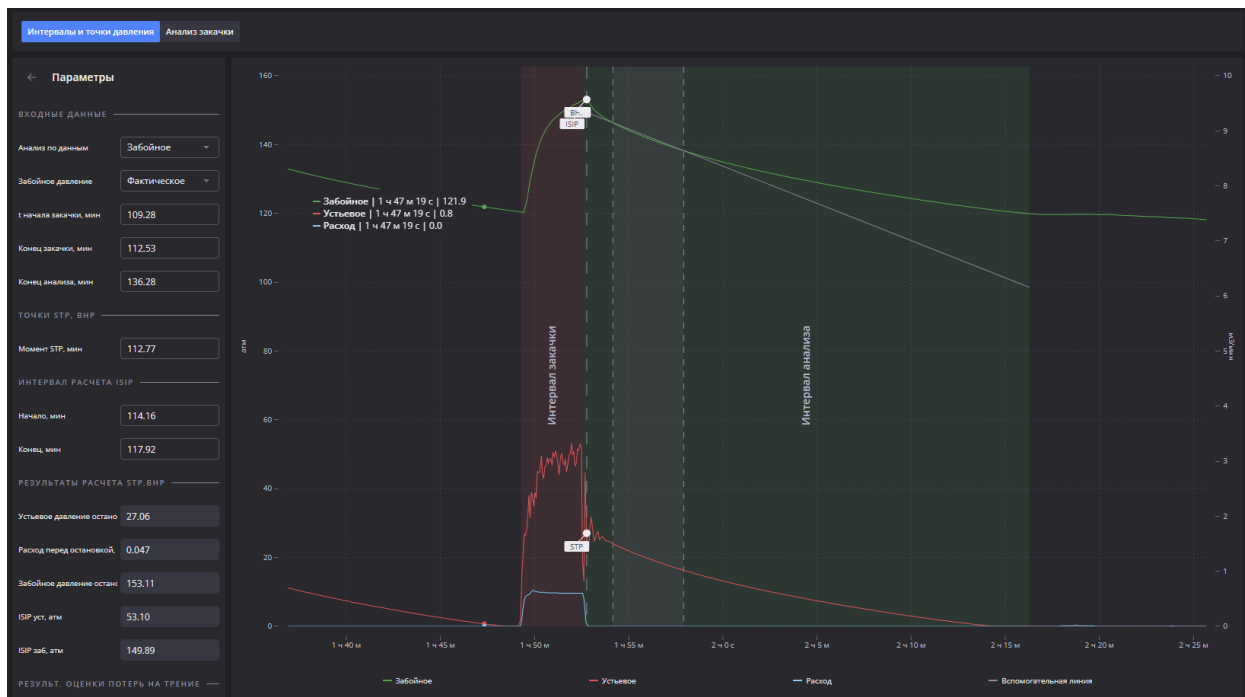 Интервалы и точки давления Анализ закачки
← Параметры
ВХОДНЫЕ ДАННЫЕ
Анализ по данным Забойное
Забойное давление Фактическое
t начала закачки, мин 109.28
Конец закачки, мин 112.53
Конец анализа, мин 136.28
ТОЧКИ STP, BHP
Момент STP, мин 112.77
ИНТЕРВАЛ РАСЧЕТА ISIP
Начало, мин 114.16
Конец, мин 117.92
РЕЗУЛЬТАТЫ РАСЧЕТА STP,BHP
Устьевое давление остано 27.06
Расход перед остановкой, 0.047
Забойное давление остан 153.11
ISIP уст, атм 53.10
ISIP заб, атм 149.89
РЕЗУЛЬТ. ОЦЕНКИ ПОТЕРЬ НА ТРЕНИЕ
160
140
120
100
80
60
40
20
0
атм
10
9
8
7
6
5
4
3
2
1
0
BH.
ISIP
STP
Забойное | 1 ч 47 м 19 с | 121.9
Устьевое | 1 ч 47 м 19 с | 0.8
Расход | 1 ч 47 м 19 с | 0.0
Интервал закачки
Интервал анализа
1 ч 40 м 1 ч 45 м 1 ч 50 м 1 ч 55 м 2 ч 0 с 2 ч 5 м 2 ч 10 м 2 ч 15 м 2 ч 20 м 2 ч 25 м
Забойное Устьевое Расход Вспомогательная линия